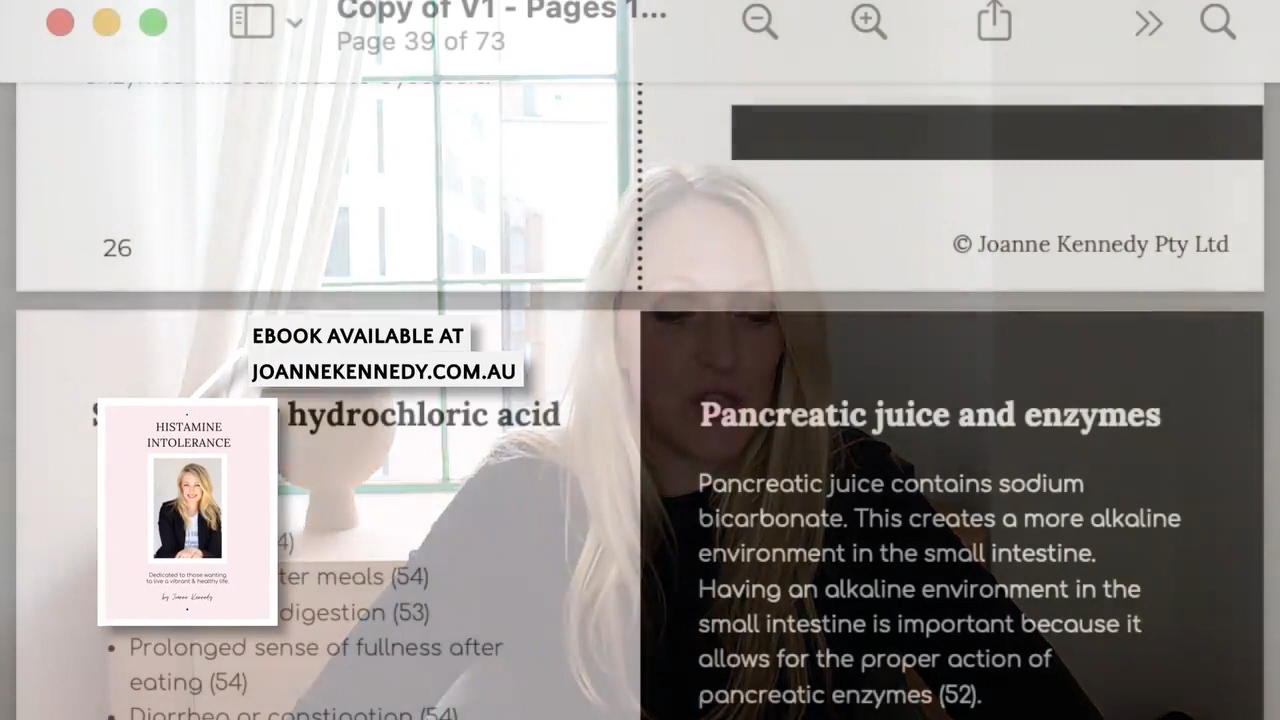 Copy of V1 - Pages 1...
Page 39 of 73
26
© Joanne Kennedy Pty Ltd
EBOOK AVAILABLE AT
JOANNEKENNEDY.COM.AU
hydrochloric acid
HISTAMINE
INTOLERANCE
Dedicated to those wanting
to live a vibrant & healthy life.
by Joanne Kennedy
4)
ter meals (54)
digestion (53)
• Prolonged sense of fullness after
eating (54)
• Diarrhea or constipation (54)
Pancreatic juice and enzymes
Pancreatic juice contains sodium
bicarbonate. This creates a more alkaline
environment in the small intestine.
Having an alkaline environment in the
small intestine is important because it
allows for the proper action of
pancreatic enzymes (52).